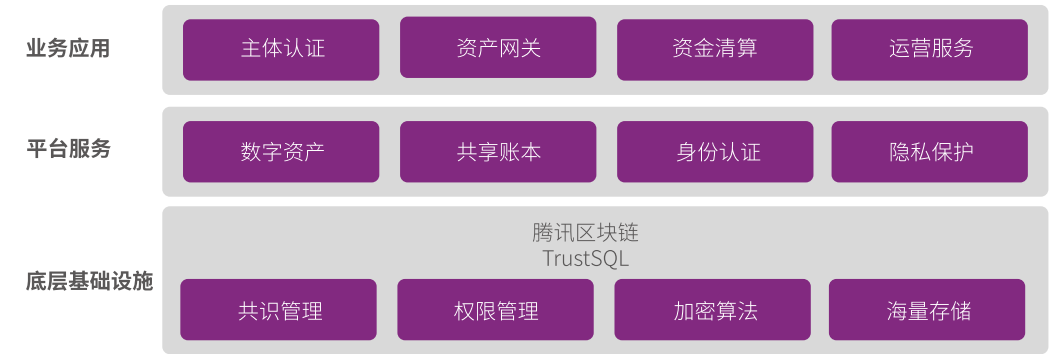 业务应用
主体认证
资产网关
资金清算
运营服务
平台服务
数字资产
共享账本
身份认证
隐私保护
底层基础设施
腾讯区块链
TrustSQL
共识管理
权限管理
加密算法
海量存储